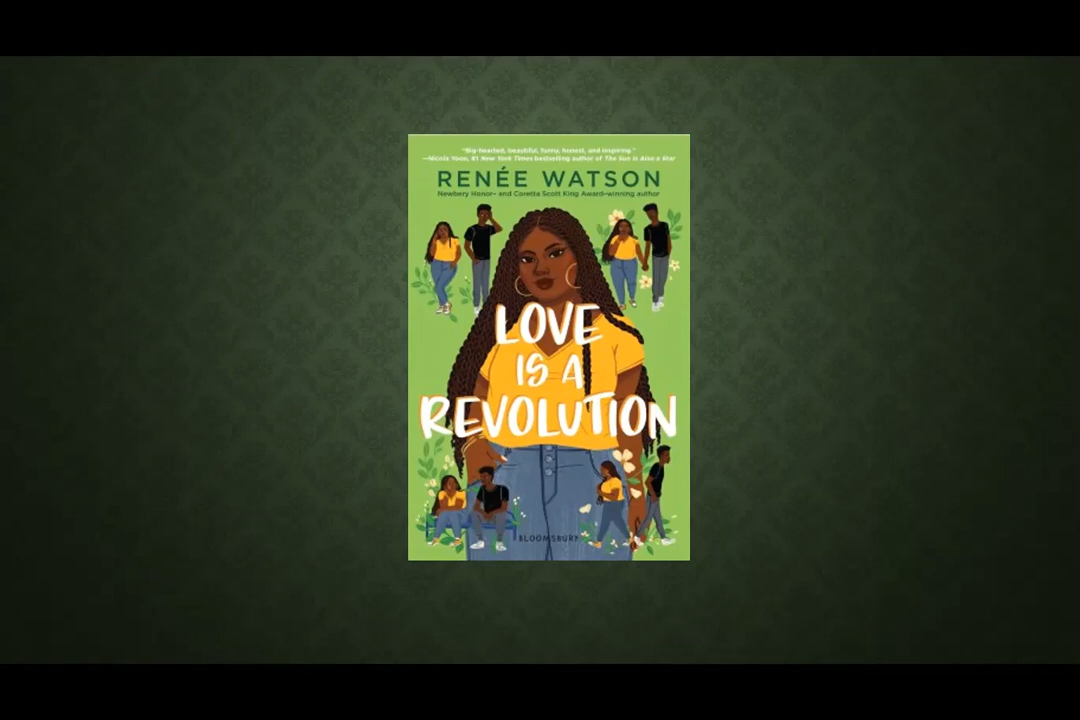 "Big-hearted, beautiful, funny, honest, and inspiring."
—Nicola Yoon, #1 New York Times bestselling author of The Sun is Also a Star
RENÉE WATSON
Newbery Honor- and Coretta Scott King Award-winning author
LOVE
IS A
REVOLUTION
BLOOMSBURY